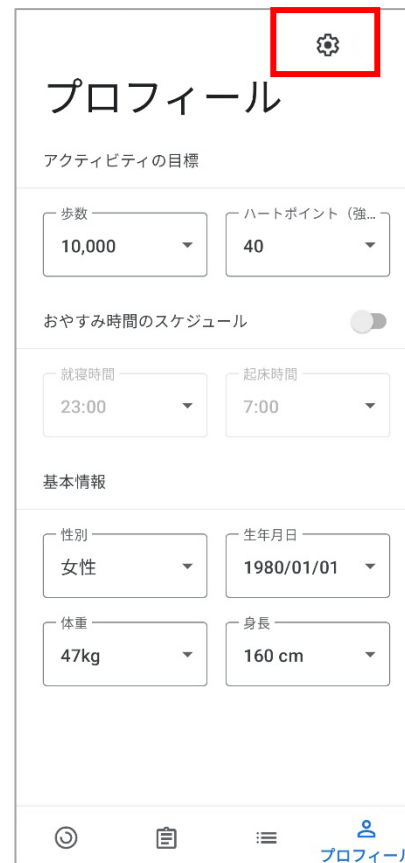 プロフィール
アクティビティの目標
歩数
ハートポイント（強...
10,000
40
おやすみ時間のスケジュール
就寝時間
起床時間
23:00
7:00
基本情報
性別
生年月日
女性
1980/01/01
体重
身長
47kg
160 cm
プロフィール